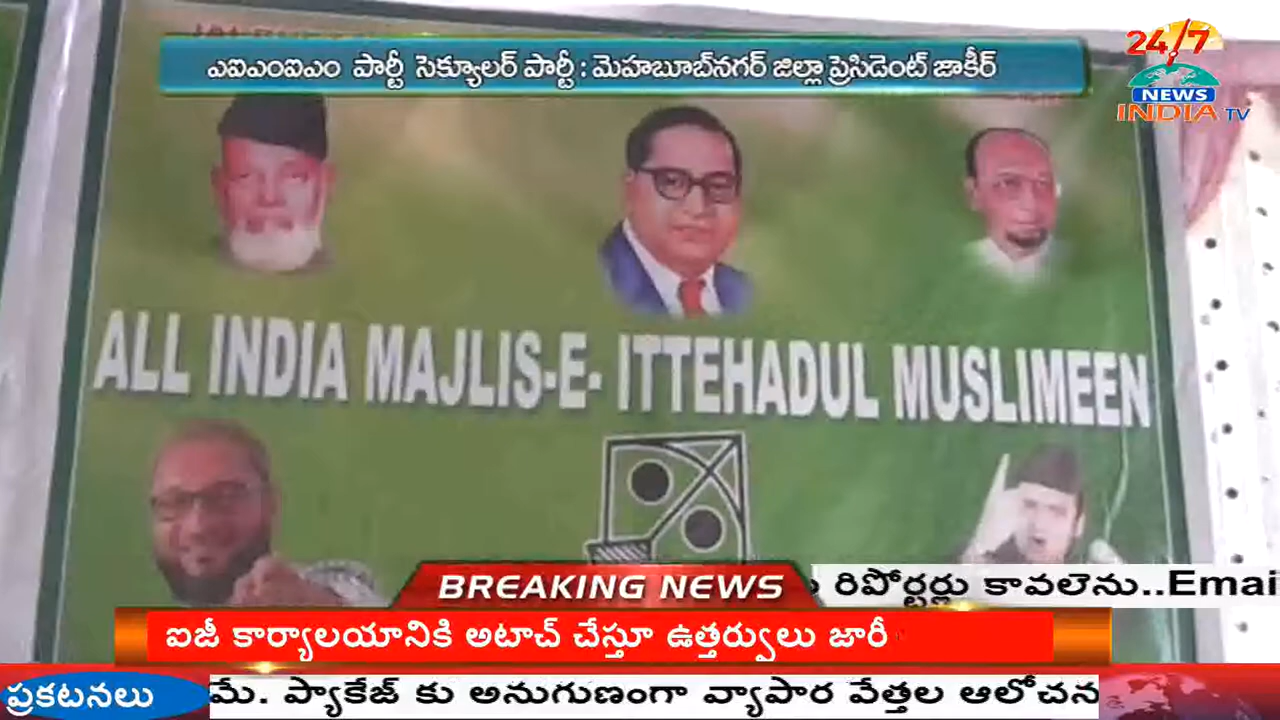 ఎఐఎంఐఎం పార్టీ సెక్యూలర్ పార్టీ : మెహబూబ్‌నగర్ జిల్లా ప్రెసిడెంట్ జాకీర్
24/7
NEWS
INDIA TV
ALL INDIA MAJLIS-E- ITTEHADUL MUSLIMEEN
BREAKING NEWS
రిపోర్టర్లు కావలెను..Emai
ఐజీ కార్యాలయానికి అటాచ్ చేస్తూ ఉత్తర్వులు జారీ
ప్రకటనలు
మే. ప్యాకేజ్ కు అనుగుణంగా వ్యాపార వేత్తల ఆలోచన